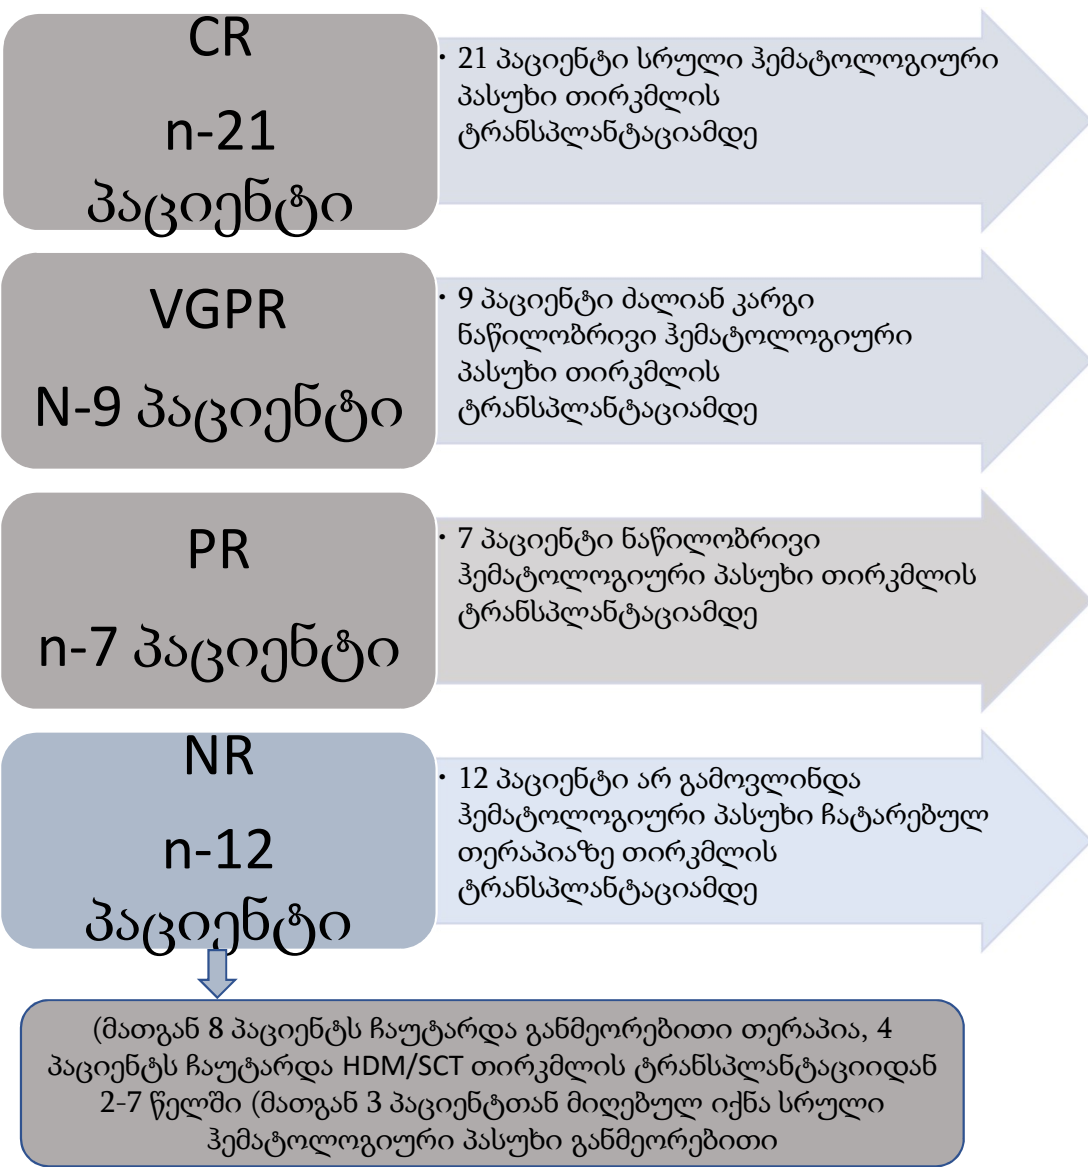 CR
n-21
პაციენტი
• 21 პაციენტი სრული ჰემატოლოგიური
პასუხი თირკმლის
ტრანსპლანტაციამდე
VGPR
N-9 პაციენტი
• 9 პაციენტი ძალიან კარგი
ნაწილობრივი ჰემატოლოგიური
პასუხი თირკმლის
ტრანსპლანტაციამდე
PR
n-7 პაციენტი
• 7 პაციენტი ნაწილობრივი
ჰემატოლოგიური პასუხი თირკმლის
ტრანსპლანტაციამდე
NR
n-12
პაციენტი
• 12 პაციენტი არ გამოვლინდა
ჰემატოლოგიური პასუხი ჩატარებულ
თერაპიაზე თირკმლის
ტრანსპლანტაციამდე
(მათგან 8 პაციენტს ჩაუტარდა განმეორებითი თერაპია, 4
პაციენტს ჩაუტარდა HDM/SCT თირკმლის ტრანსპლანტაციიდან
2-7 წელში (მათგან 3 პაციენტთან მიღებულ იქნა სრული
ჰემატოლოგიური პასუხი განმეორებითი